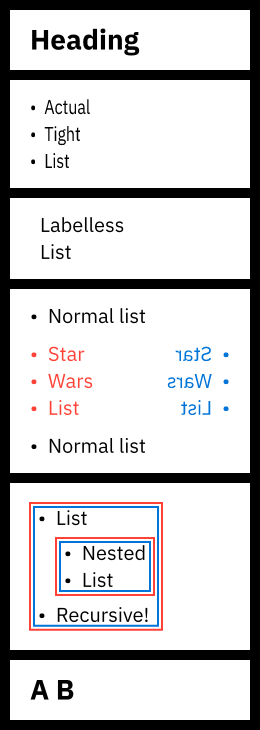 Heading
• Actual
• Tight
• List
Labelless
List
• Normal list
• Star
• Wars
• List
Star •
Wars •
List •
• Normal list
• List
• Nested
• List
• Recursive!
A B